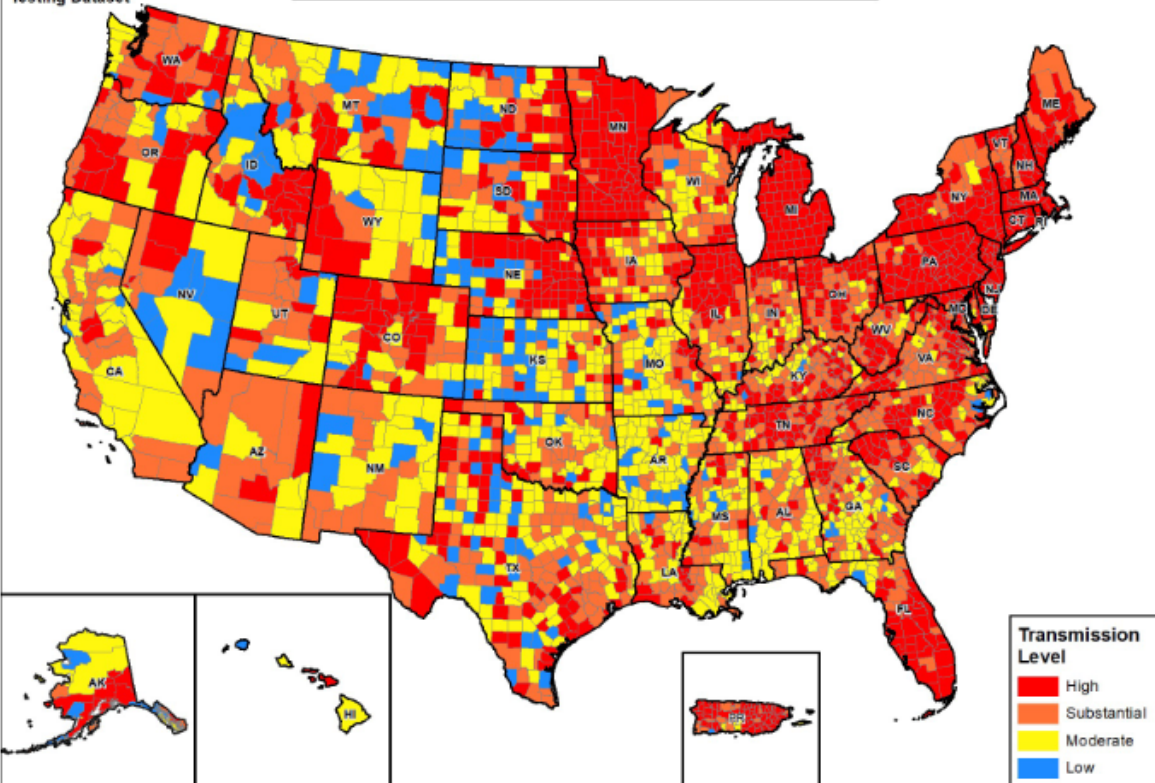 Testing Dataset
WA
MT
ND
MN
ME
VT
NH
OR
ID
SD
WI
NY
MA
CT RI
WY
MI
IA
NE
PA
NJ
NV
UT
CO
IL
IN
OH
MD DE
WV
VA
CA
KS
MO
KY
NC
TN
AZ
NM
OK
AR
SC
MS
AL
GA
TX
LA
FL
AK
HI
PR
Transmission
Level
High
Substantial
Moderate
Low